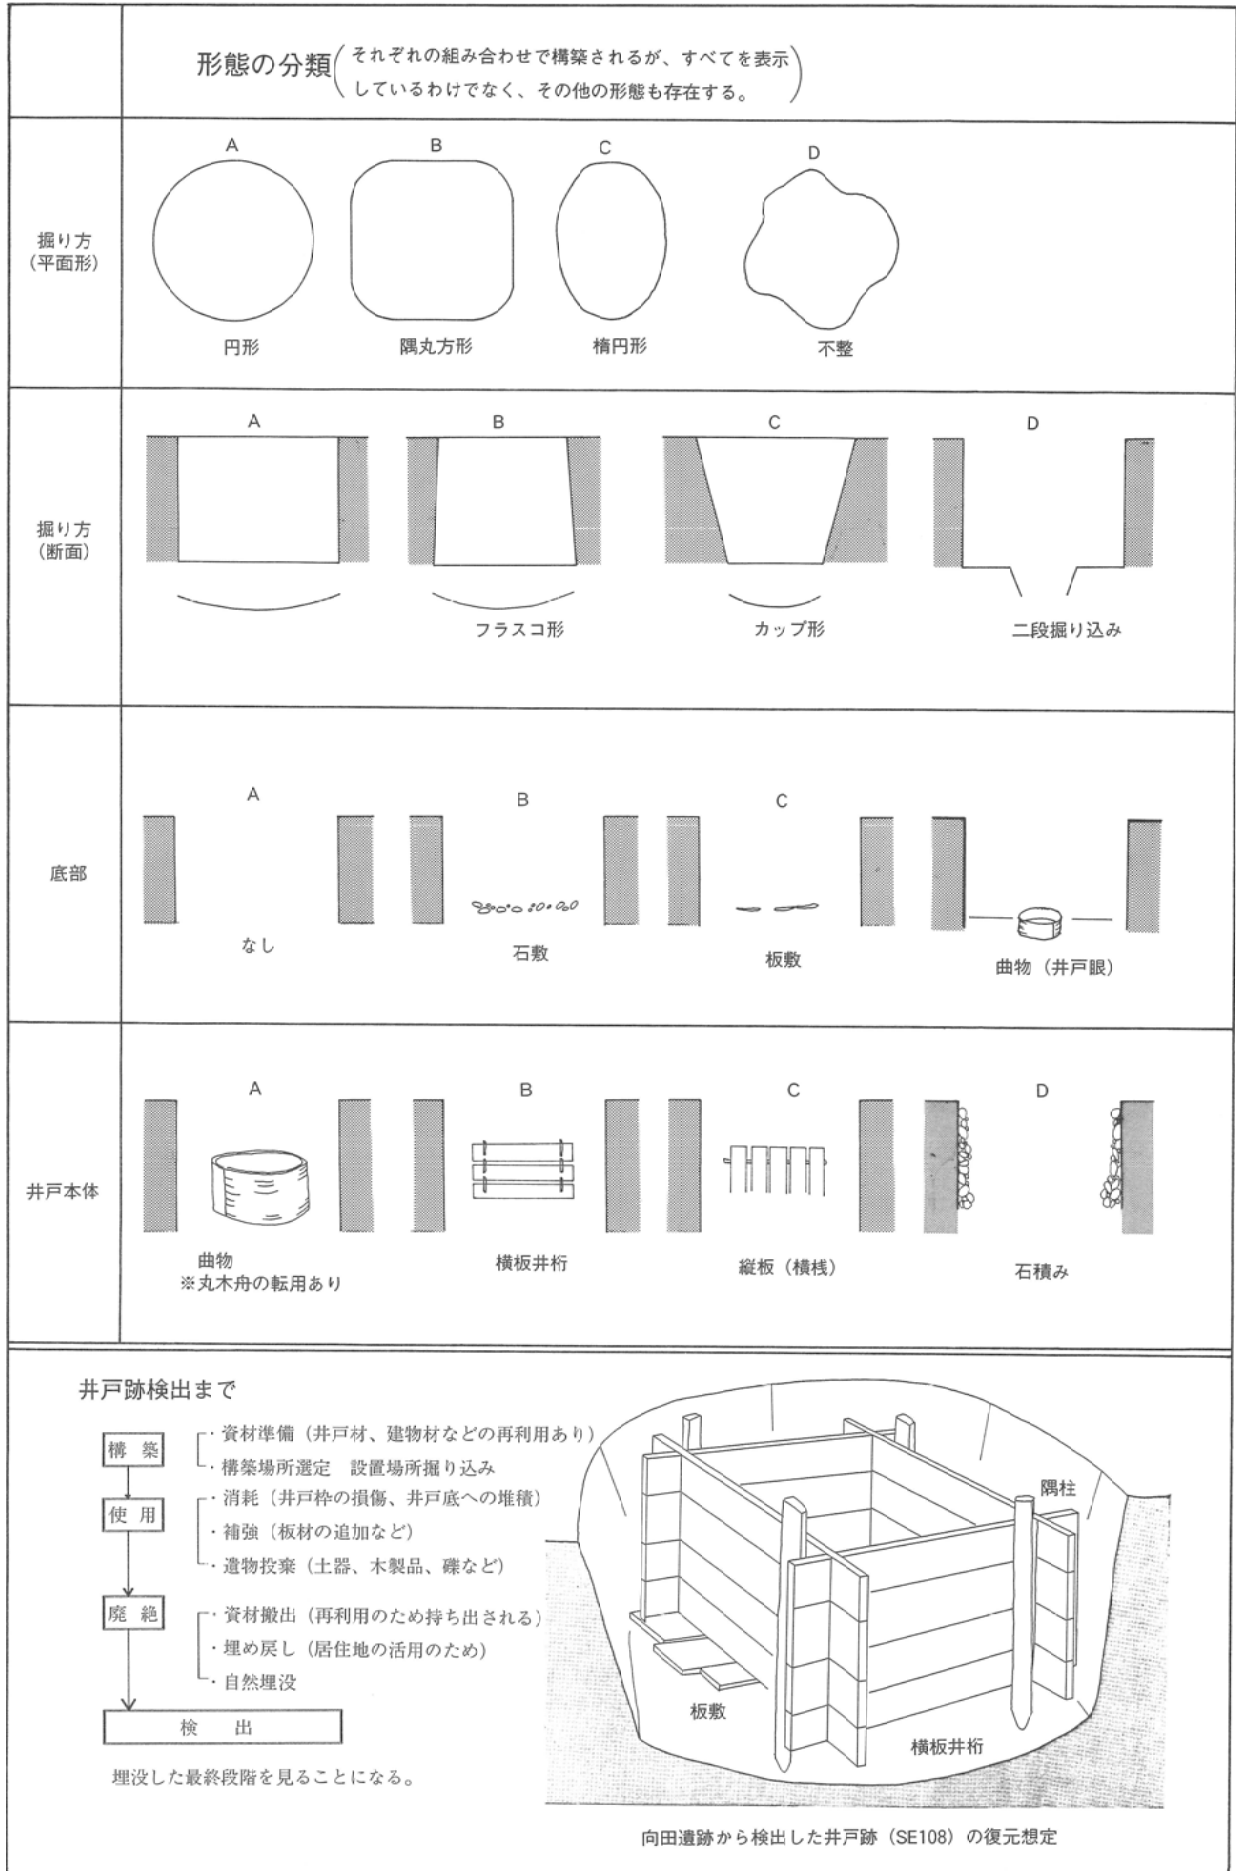 形態の分類(それぞれの組み合わせで構築されるが、すべてを表示
しているわけでなく、その他の形態も存在する。)
掘り方
(平面形)
A
B
C
D
円形
隅丸方形
楕円形
不整
掘り方
(断面)
A
B
C
D
フラスコ形
カップ形
二段掘り込み
底部
A
B
C
なし
石敷
板敷
曲物(井戸眼)
井戸本体
A
B
C
D
曲物
※丸木舟の転用あり
横板井桁
縦板(横桟)
石積み
井戸跡検出まで
構築
・資材準備(井戸材、建物材などの再利用あり)
・構築場所選定 設置場所掘り込み
使用
・消耗(井戸枠の損傷、井戸底への堆積)
・補強(板材の追加など)
・遺物投棄(土器、木製品、礫など)
廃絶
・資材搬出(再利用のため持ち出される)
・埋め戻し(居住地の活用のため)
・自然埋没
検出
埋没した最終段階を見ることになる。
隅柱
板敷
横板井桁
向田遺跡から検出した井戸跡(SE108)の復元想定